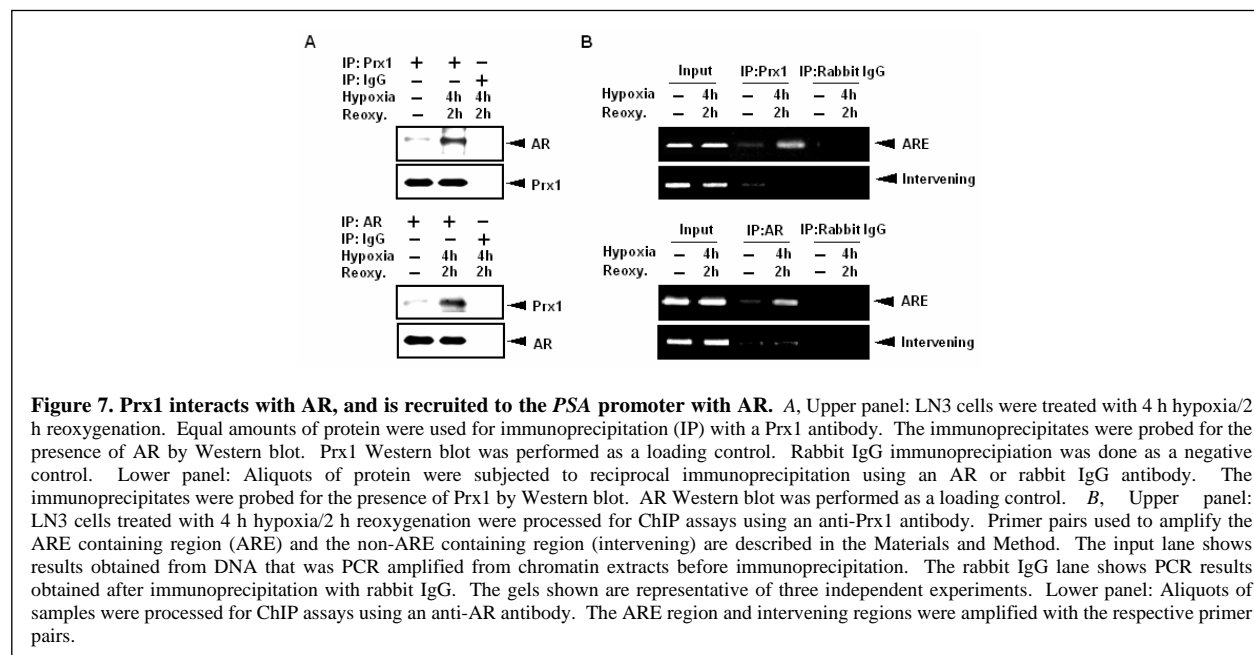 A
IP: Prx1 + + –
IP: IgG – – +
Hypoxia – 4h 4h
Reoxy. – 2h 2h
AR
Prx1
IP: AR + + –
IP: IgG – – +
Hypoxia – 4h 4h
Reoxy. – 2h 2h
Prx1
AR
B
Input IP:Prx1 IP:Rabbit IgG
Hypoxia – 4h – 4h – 4h
Reoxy. – 2h – 2h – 2h
ARE
Intervening
Input IP:AR IP:Rabbit IgG
Hypoxia – 4h – 4h – 4h
Reoxy. – 2h – 2h – 2h
ARE
Intervening
Figure 7. Prx1 interacts with AR, and is recruited to the PSA promoter with AR. A, Upper panel: LN3 cells were treated with 4 h hypoxia/2
h reoxygenation. Equal amounts of protein were used for immunoprecipitation (IP) with a Prx1 antibody. The immunoprecipitates were probed for the
presence of AR by Western blot. Prx1 Western blot was performed as a loading control. Rabbit IgG immunoprecipiation was done as a negative
control. Lower panel: Aliquots of protein were subjected to reciprocal immunoprecipitation using an AR or rabbit IgG antibody. The
immunoprecipitates were probed for the presence of Prx1 by Western blot. AR Western blot was performed as a loading control. B, Upper panel:
LN3 cells treated with 4 h hypoxia/2 h reoxygenation were processed for ChIP assays using an anti-Prx1 antibody. Primer pairs used to amplify the
ARE containing region (ARE) and the non-ARE containing region (intervening) are described in the Materials and Method. The input lane shows
results obtained from DNA that was PCR amplified from chromatin extracts before immunoprecipitation. The rabbit IgG lane shows PCR results
obtained after immunoprecipitation with rabbit IgG. The gels shown are representative of three independent experiments. Lower panel: Aliquots of
samples were processed for ChIP assays using an anti-AR antibody. The ARE region and intervening regions were amplified with the respective primer
pairs.